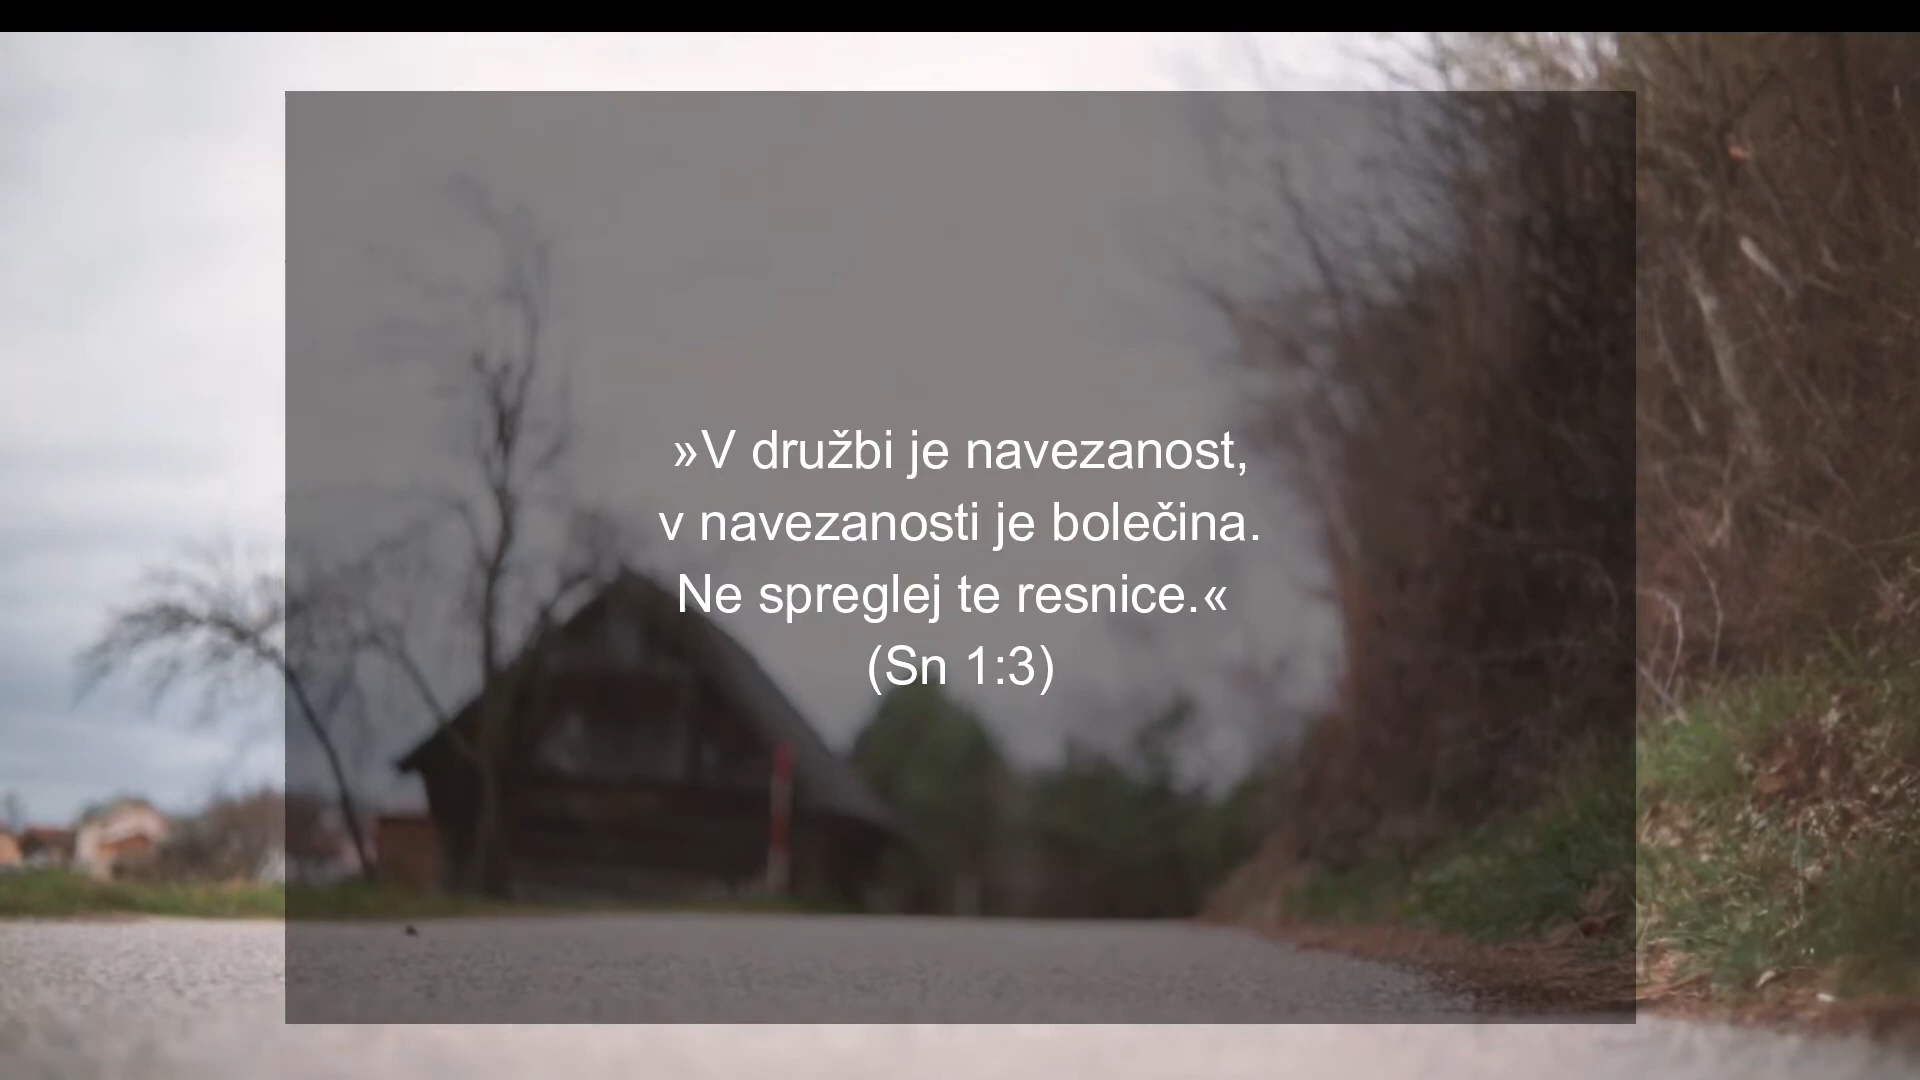 »V družbi je navezanost,
v navezanosti je bolečina.
Ne spreglej te resnice.«
(Sn 1:3)